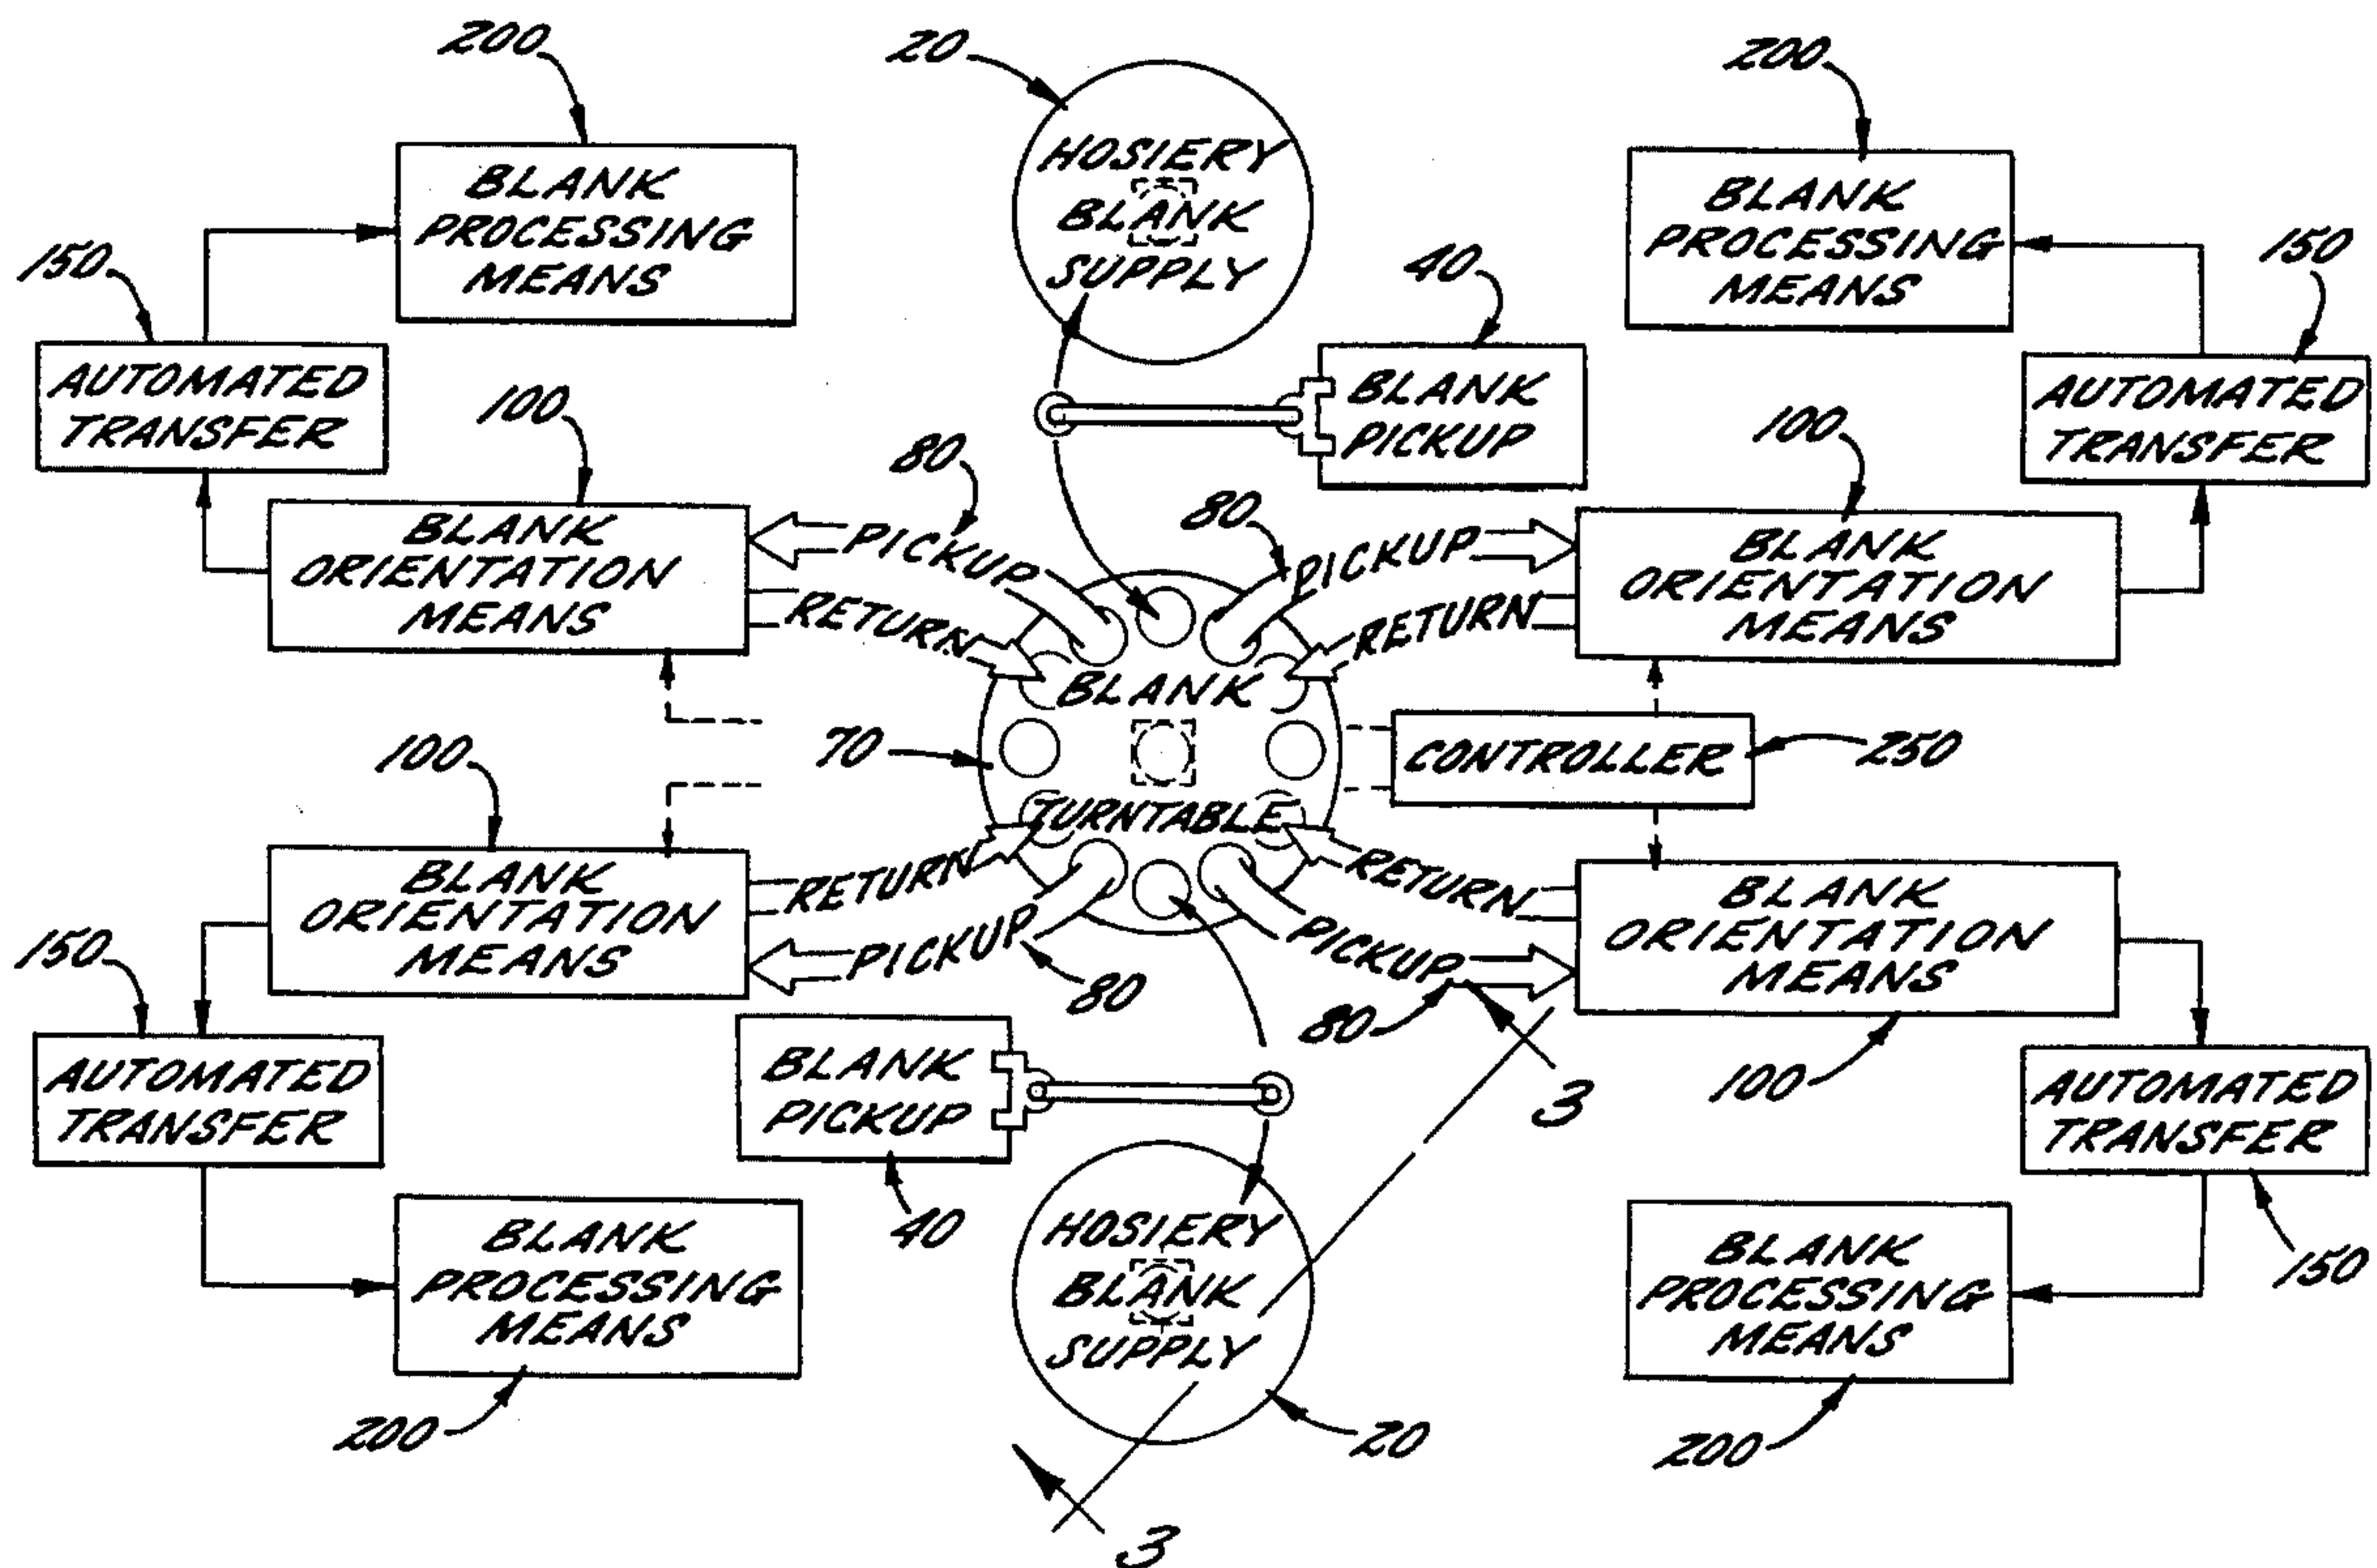 200
20
200
HOSIERY
BLANK
SUPPLY
BLANK
PROCESSING
MEANS
BLANK
PROCESSING
MEANS
150
40
150
AUTOMATED
TRANSFER
100
BLANK
PICKUP
100
AUTOMATED
TRANSFER
80
80
BLANK
ORIENTATION
MEANS
PICKUP
RETURN
PICKUP
RETURN
BLANK
ORIENTATION
MEANS
BLANK
TURNTABLE
70
CONTROLLER
250
100
BLANK
ORIENTATION
MEANS
RETURN
PICKUP
RETURN
PICKUP
BLANK
ORIENTATION
MEANS
80
80
100
150
AUTOMATED
TRANSFER
BLANK
PICKUP
40
3
AUTOMATED
TRANSFER
150
BLANK
PROCESSING
MEANS
200
HOSIERY
BLANK
SUPPLY
20
BLANK
PROCESSING
MEANS
200
3